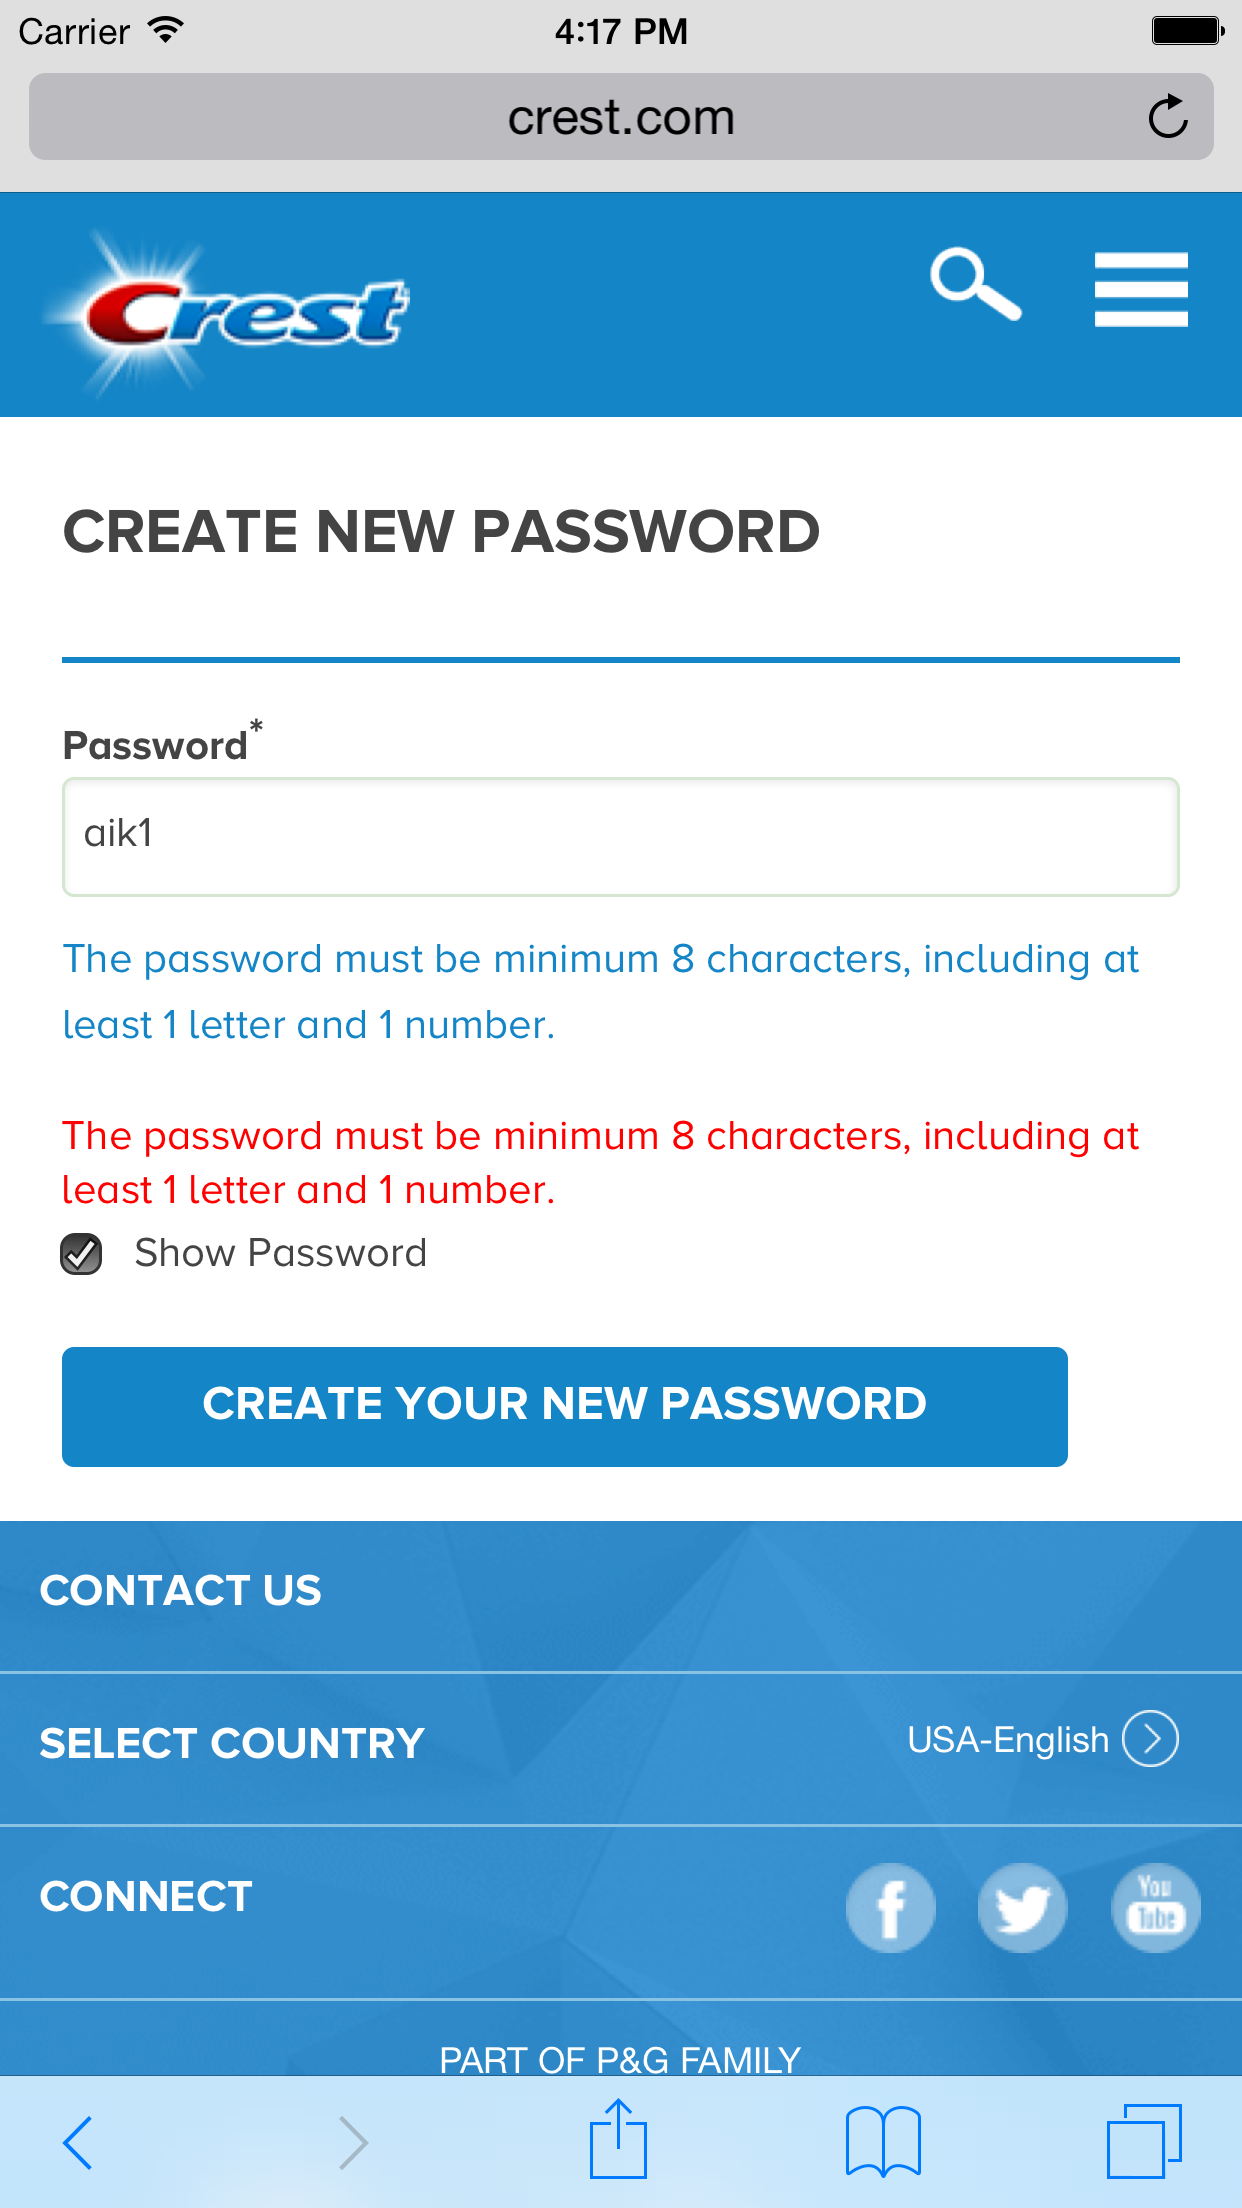 Carrier 4:17 PM
crest.com
Crest
CREATE NEW PASSWORD
Password*
aik1
The password must be minimum 8 characters, including at
least 1 letter and 1 number.
The password must be minimum 8 characters, including at
least 1 letter and 1 number.
Show Password
CREATE YOUR NEW PASSWORD
CONTACT US
SELECT COUNTRY USA-English
CONNECT f You Tube
PART OF P&G FAMILY